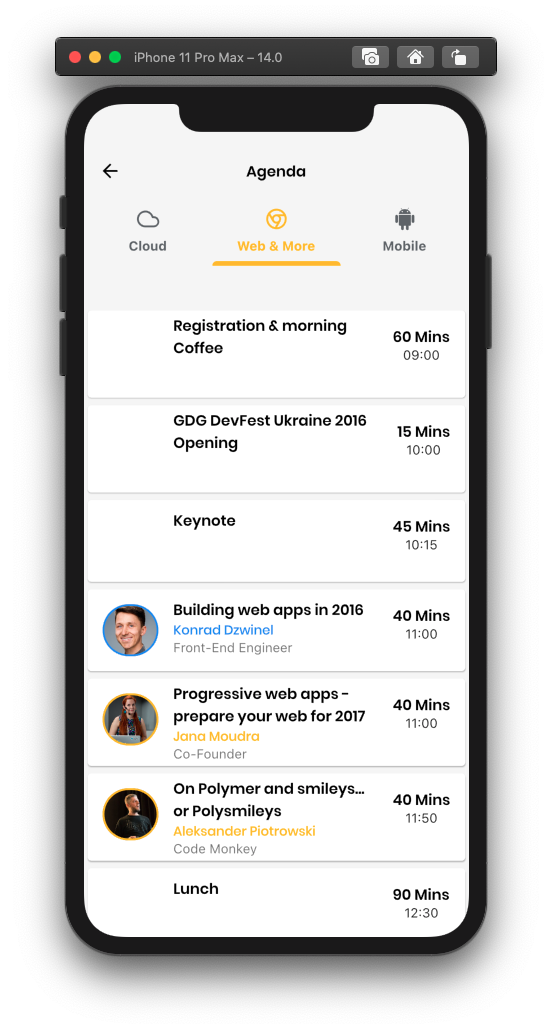 iPhone 11 Pro Max – 14.0
Agenda
Cloud
Web & More
Mobile
Registration & morning
Coffee
60 Mins
09:00
GDG DevFest Ukraine 2016
Opening
15 Mins
10:00
Keynote
45 Mins
10:15
Building web apps in 2016
Konrad Dzwinel
Front-End Engineer
40 Mins
11:00
Progressive web apps -
prepare your web for 2017
Jana Moudra
Co-Founder
40 Mins
11:00
On Polymer and smileys...
or Polysmileys
Aleksander Piotrowski
Code Monkey
40 Mins
11:50
Lunch
90 Mins
12:30